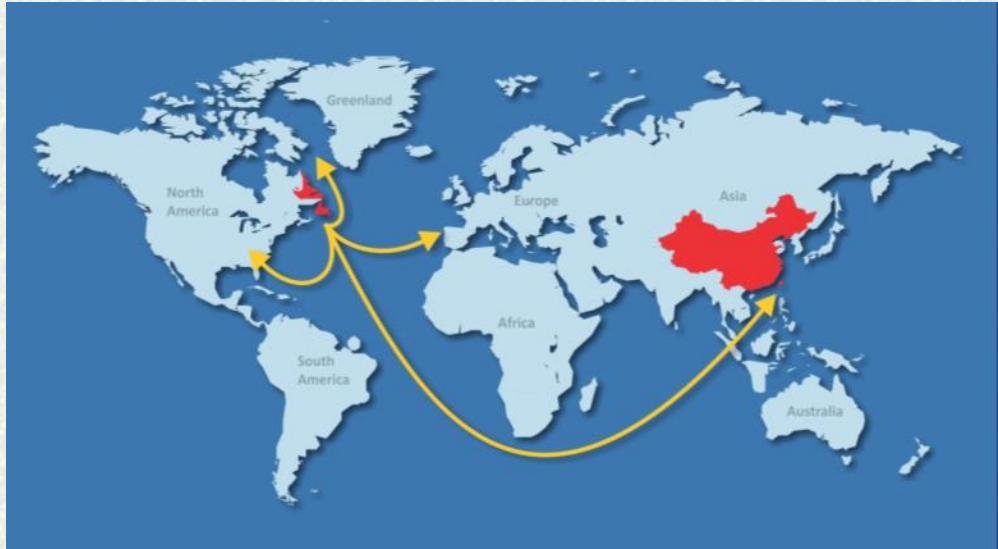 Greenland
North
America
Europe
Asia
Africa
South
America
Australia